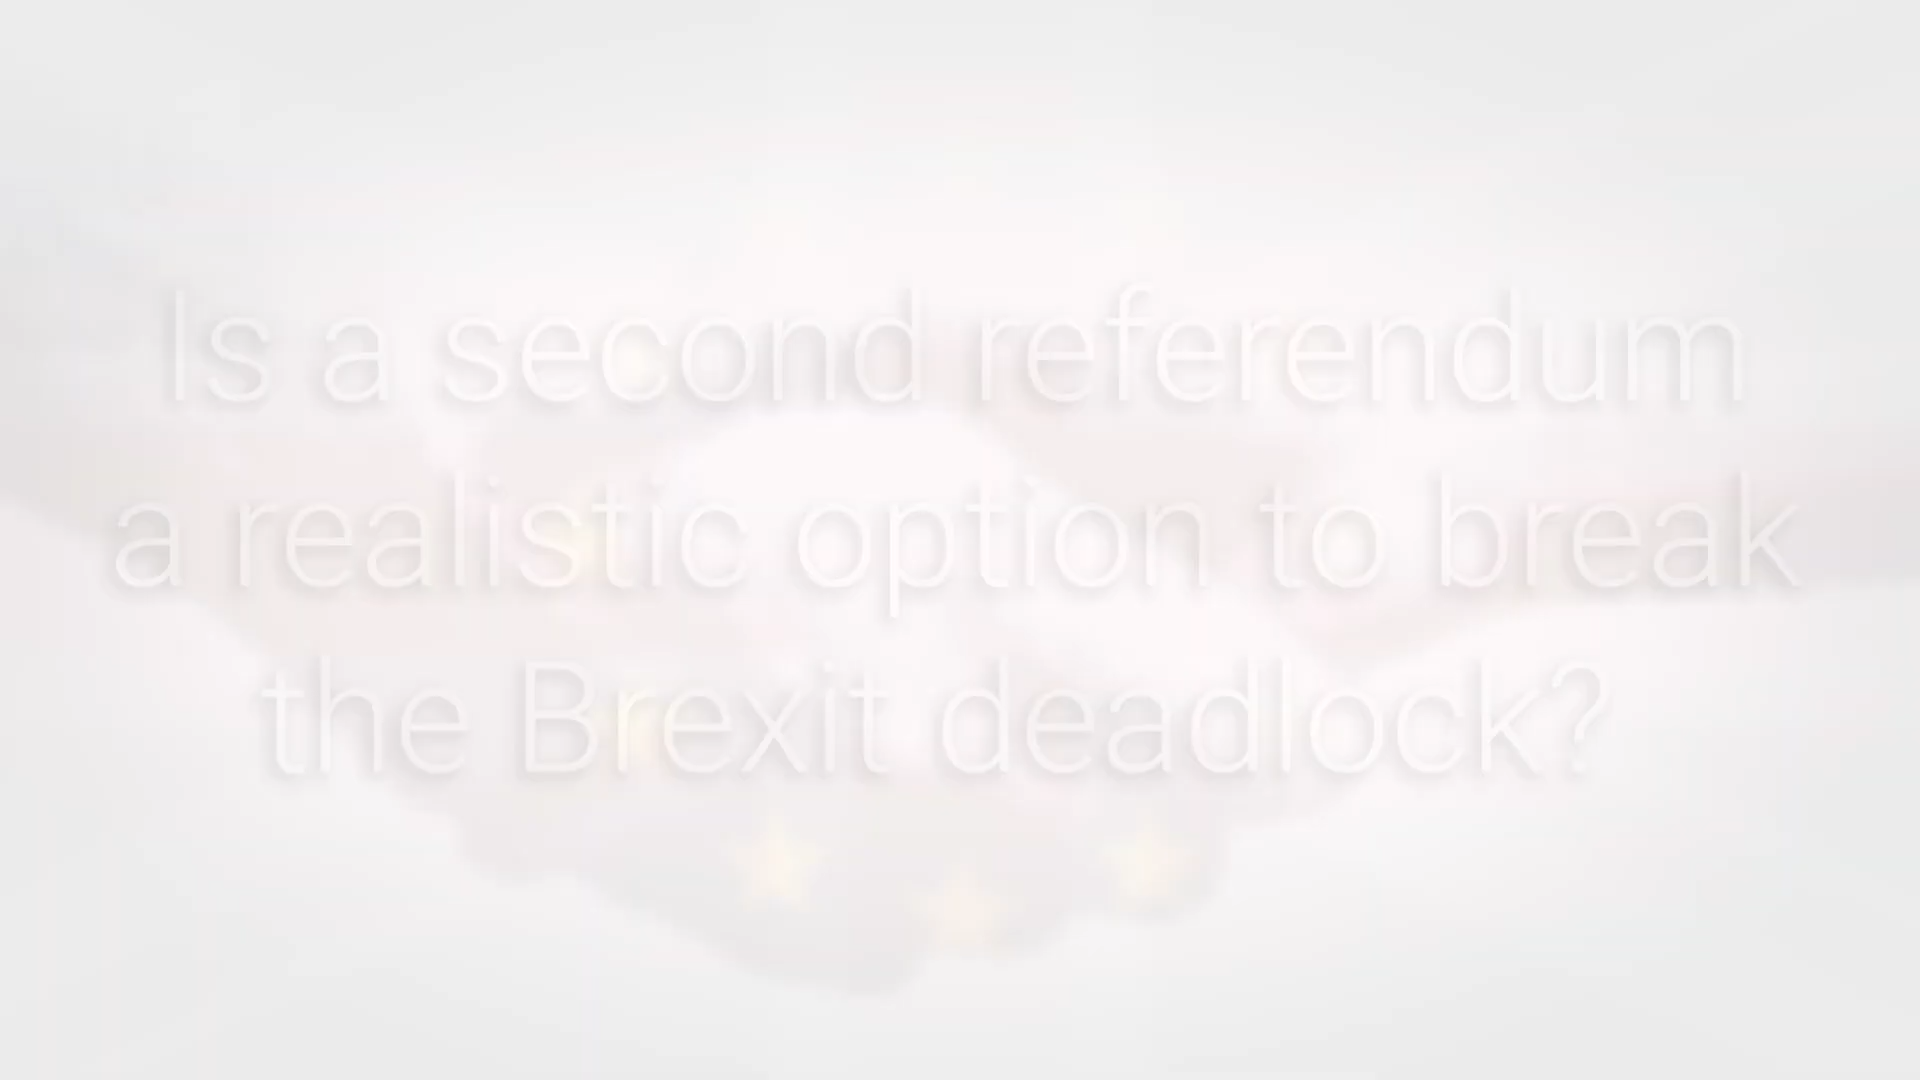 Is a second referendum
a realistic option to break
the Brexit deadlock?